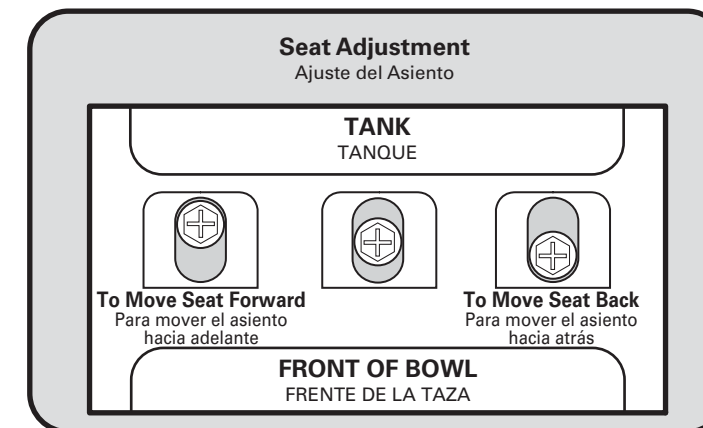 Seat Adjustment
Ajuste del Asiento
TANK
TANQUE
To Move Seat Forward
Para mover el asiento
hacia adelante
To Move Seat Back
Para mover el asiento
hacia atrás
FRONT OF BOWL
FRENTE DE LA TAZA